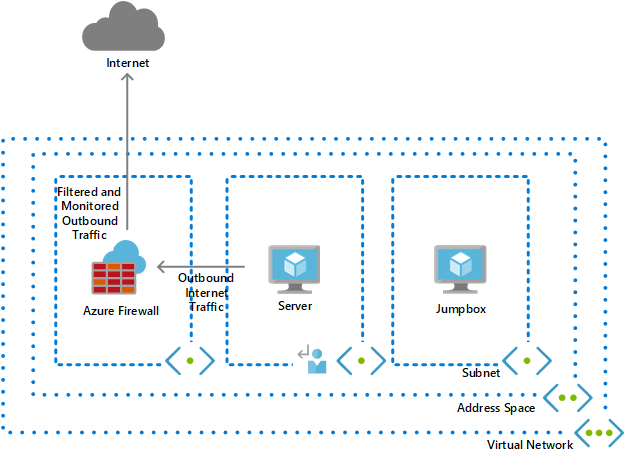 Internet
Filtered and
Monitored
Outbound
Traffic
Azure Firewall
Outbound
Internet
Traffic
Server
Jumpbox
Subnet
Address Space
Virtual Network